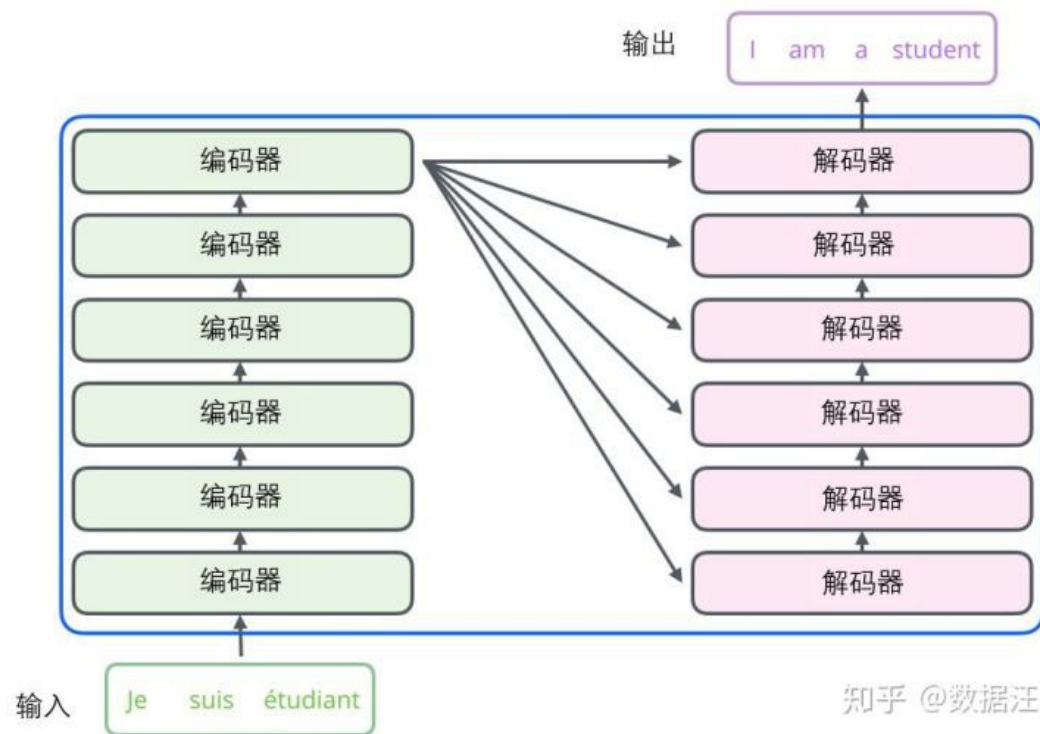 输出
I am a student
编码器
解码器
编码器
解码器
编码器
解码器
编码器
解码器
编码器
解码器
编码器
解码器
输入
Je suis étudiant
知乎 @数据汪